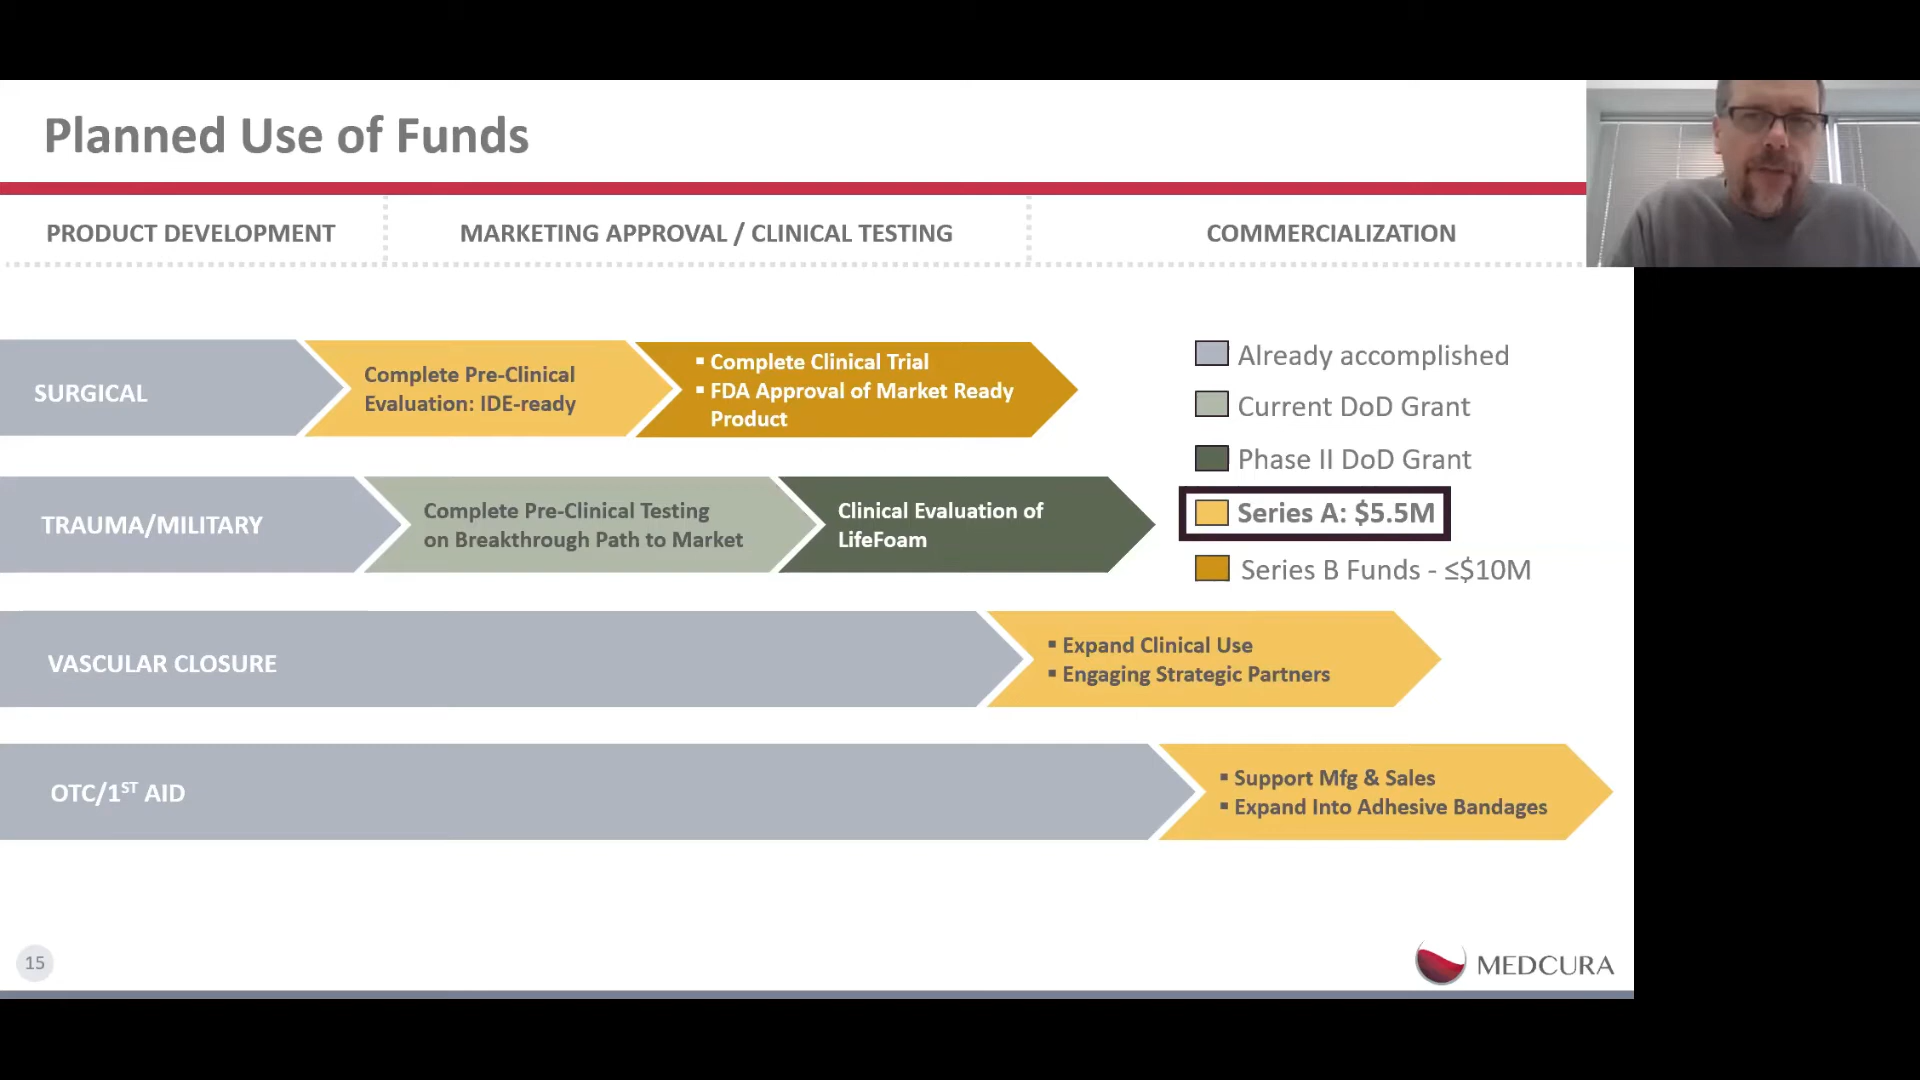 Planned Use of Funds
PRODUCT DEVELOPMENT
MARKETING APPROVAL / CLINICAL TESTING
COMMERCIALIZATION
SURGICAL
Complete Pre-Clinical
Evaluation: IDE-ready
▪ Complete Clinical Trial
▪ FDA Approval of Market Ready
Product
TRAUMA/MILITARY
Complete Pre-Clinical Testing
on Breakthrough Path to Market
Clinical Evaluation of
LifeFoam
Already accomplished
Current DoD Grant
Phase II DoD Grant
Series A: $5.5M
Series B Funds - ≤$10M
VASCULAR CLOSURE
▪ Expand Clinical Use
▪ Engaging Strategic Partners
OTC/1ST AID
▪ Support Mfg & Sales
▪ Expand Into Adhesive Bandages
15
MEDCURA